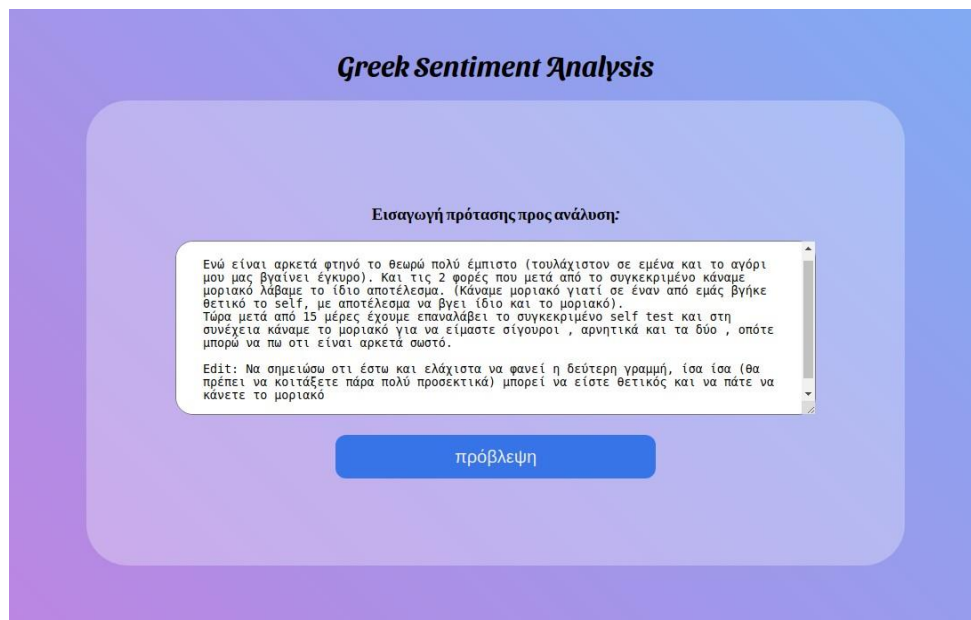 Greek Sentiment Analysis
Εισαγωγή πρότασης προς ανάλυση:
Ενώ είναι αρκετά φτηνό το θεωρώ πολύ έμπιστο (τουλάχιστον σε εμένα και το αγόρι
μου μας βγαίνει έγκυρο). Και τις 2 φορές που μετά από το συγκεκριμένο κάναμε
μοριακό λάβαμε το ίδιο αποτέλεσμα. (Κάναμε μοριακό γιατί σε έναν από εμάς βγήκε
θετικό το self, με αποτέλεσμα να βγει ίδιο και το μοριακό).
Τώρα μετά από 15 μέρες έχουμε επαναλάβει το συγκεκριμένο self test και στη
συνέχεια κάναμε το μοριακό για να είμαστε σίγουροι , αρνητικά και τα δύο , οπότε
μπορώ να πω οτι είναι αρκετά σωστό.
Edit: Να σημειώσω οτι έστω και ελάχιστα να φανεί η δεύτερη γραμμή, ίσα ίσα (θα
πρέπει να κοιτάξετε πάρα πολύ προσεκτικά) μπορεί να είστε θετικός και να πάτε να
κάνετε το μοριακό
πρόβλεψη